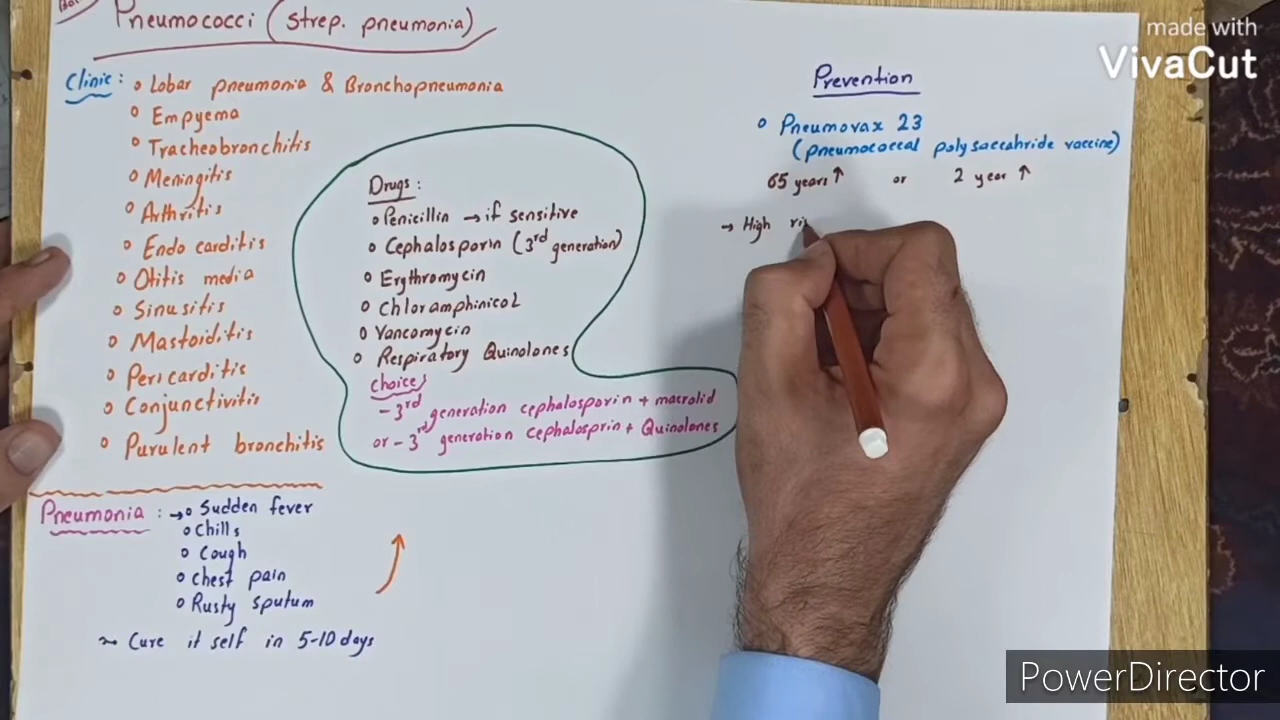 Pneumococci (Strep. pneumonia)
Clinic: Lobar pneumonia & Bronchopneumonia
Empyema
Tracheobronchitis
Meningitis
Arthritis
Endo carditis
Otitis media
Sinusitis
Mastoiditis
Pericarditis
Conjunctivitis
Purulent bronchitis
Pneumonia: → Sudden fever
Chills
Cough
Chest pain
Rusty sputum
~ Cure it self in 5-10 days
Drugs:
Penicillin → if sensitive
Cephalosporin (3rd generation)
Erythromycin
Chloramphinicol
Vancomycin
Respiratory Quinolones
choice
- 3rd generation cephalosporin + macrolid
or - 3rd generation cephalosprin + Quinolones
Prevention
Pneumovax 23
(pneumococcal polysaccahride vaccine)
65 years ↑ or 2 year ↑
→ High
made with
VivaCut
PowerDirector